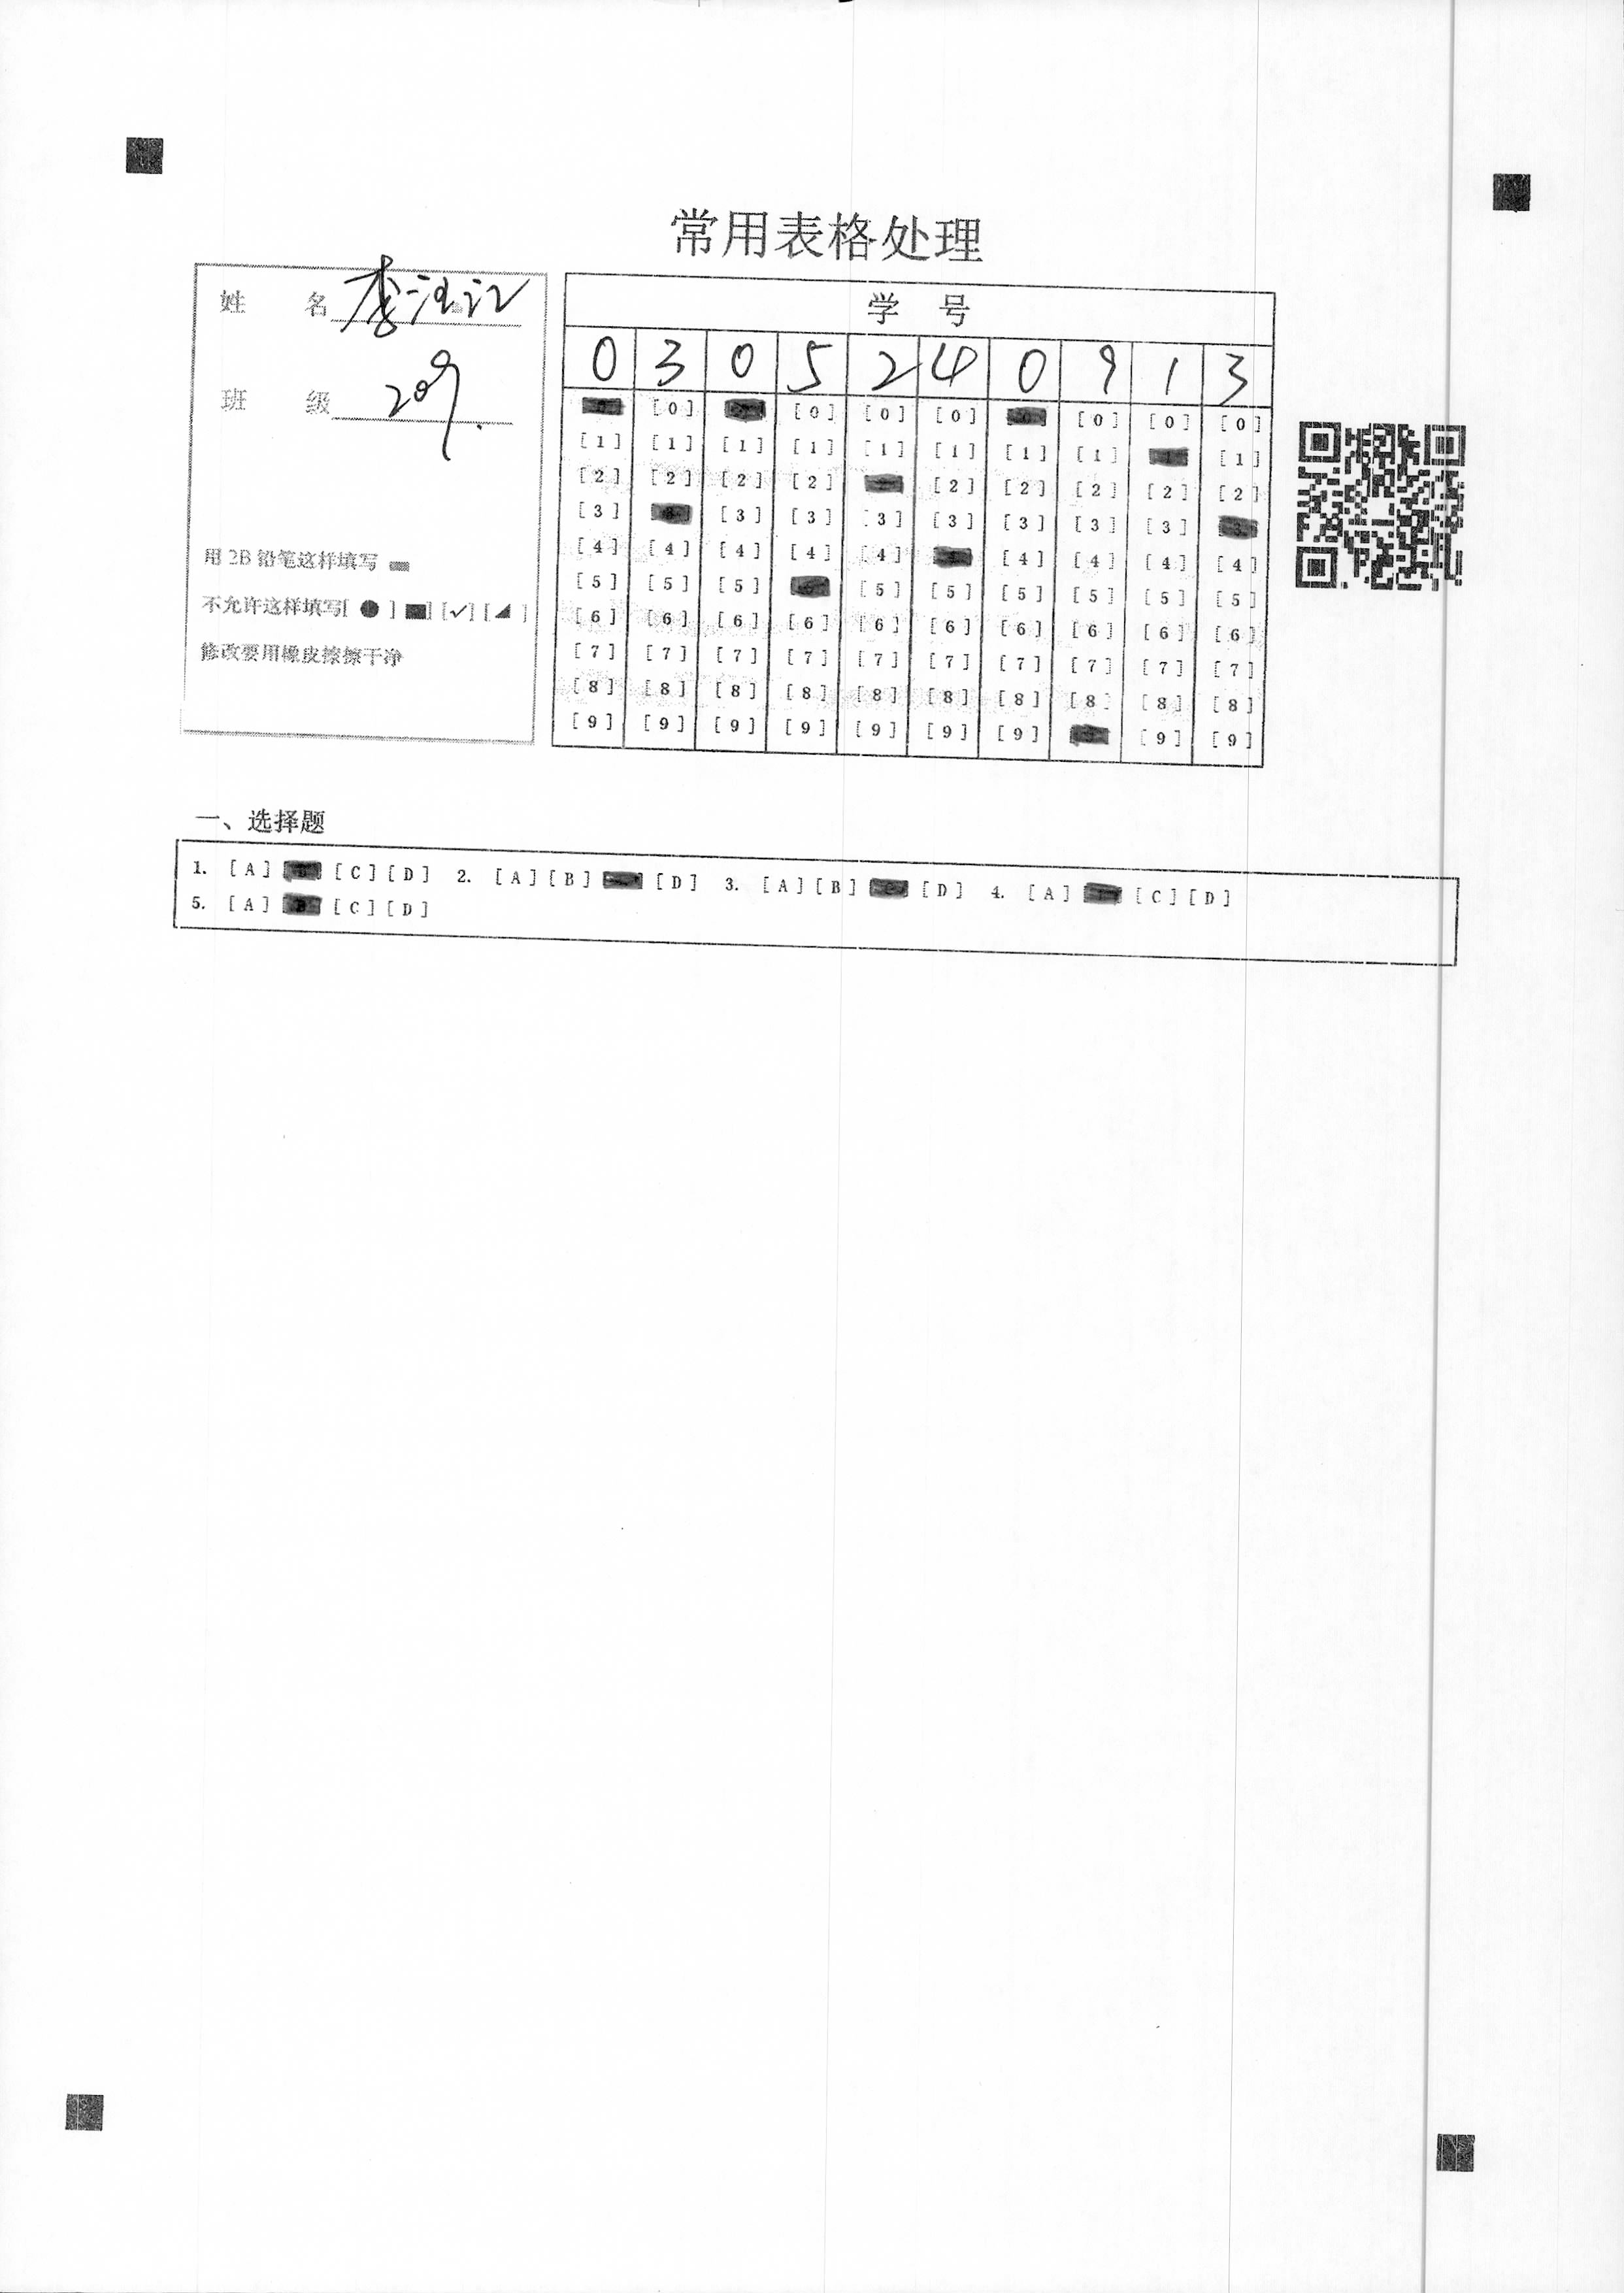 常用表格处理
姓 名 李
班 级 209
用2B铅笔这样填写
不允许这样填写[ ● ] [■] [✓] [◢ ]
修改要用橡皮擦擦干净
学 号
0 3 0 5 2 4 0 9 1 3
[0] [0] [0] [0] [0] [0] [0]
[1] [1] [1] [1] [1] [1] [1] [1] [1]
[2] [2] [2] [2] [2] [2] [2] [2] [2]
[3] [3] [3] [3] [3] [3] [3] [3]
[4] [4] [4] [4] [4] [4] [4] [4] [4]
[5] [5] [5] [5] [5] [5] [5] [5] [5]
[6] [6] [6] [6] [6] [6] [6] [6] [6] [6]
[7] [7] [7] [7] [7] [7] [7] [7] [7] [7]
[8] [8] [8] [8] [8] [8] [8] [8] [8] [8]
[9] [9] [9] [9] [9] [9] [9] [9] [9]
一、选择题
1. [A] [C] [D] 2. [A] [B] [D] 3. [A] [B] [D] 4. [A] [C] [D]
5. [A] [C] [D]